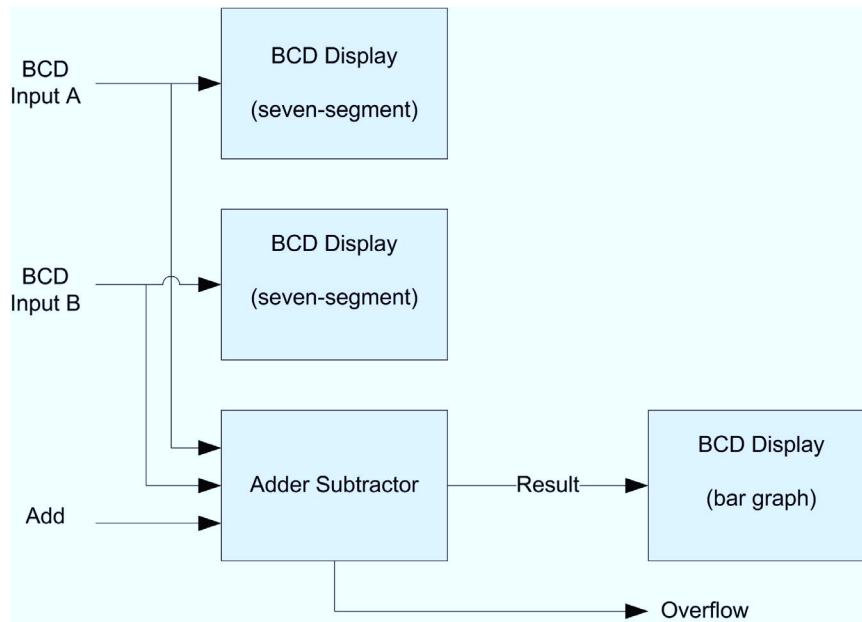 BCD
Input A
BCD Display
(seven-segment)
BCD
Input B
BCD Display
(seven-segment)
Add
Adder Subtractor
Result
BCD Display
(bar graph)
Overflow